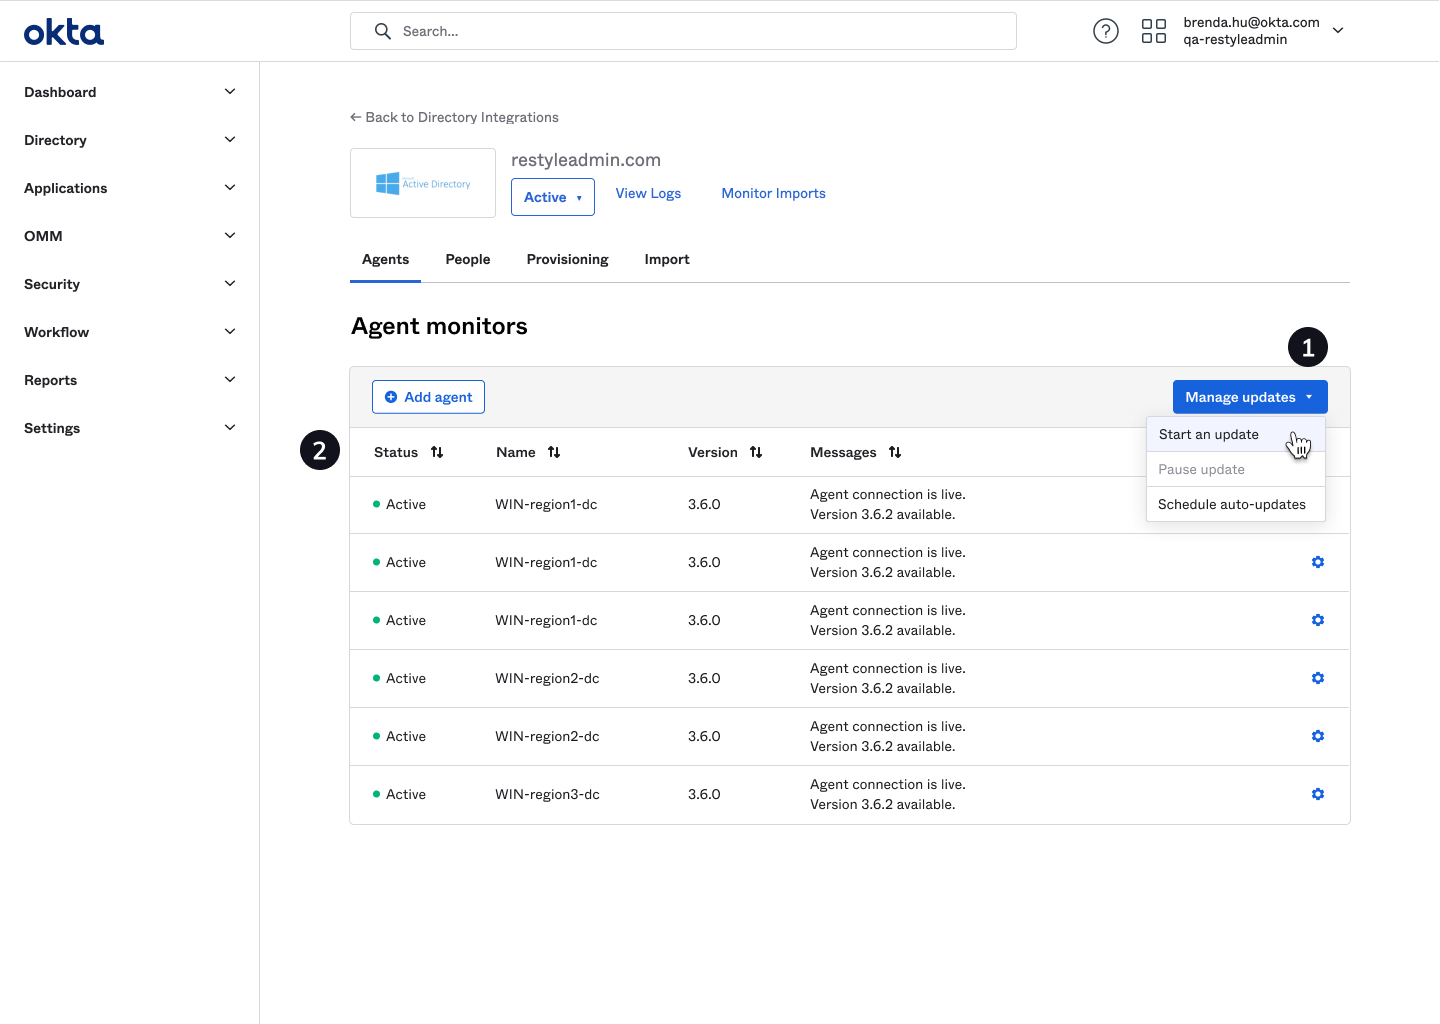 okta
Search...
?
brenda.hu@okta.com
qa-restyleadmin
Dashboard
Directory
Applications
OMM
Security
Workflow
Reports
Settings
← Back to Directory Integrations
Active Directory
restyleadmin.com
Active
View Logs
Monitor Imports
Agents
People
Provisioning
Import
Agent monitors
1
Add agent
Manage updates
Start an update
Pause update
Schedule auto-updates
2
Status Name Version Messages
Active WIN-region1-dc 3.6.0 Agent connection is live.
Version 3.6.2 available.
Active WIN-region1-dc 3.6.0 Agent connection is live.
Version 3.6.2 available.
Active WIN-region1-dc 3.6.0 Agent connection is live.
Version 3.6.2 available.
Active WIN-region2-dc 3.6.0 Agent connection is live.
Version 3.6.2 available.
Active WIN-region2-dc 3.6.0 Agent connection is live.
Version 3.6.2 available.
Active WIN-region3-dc 3.6.0 Agent connection is live.
Version 3.6.2 available.